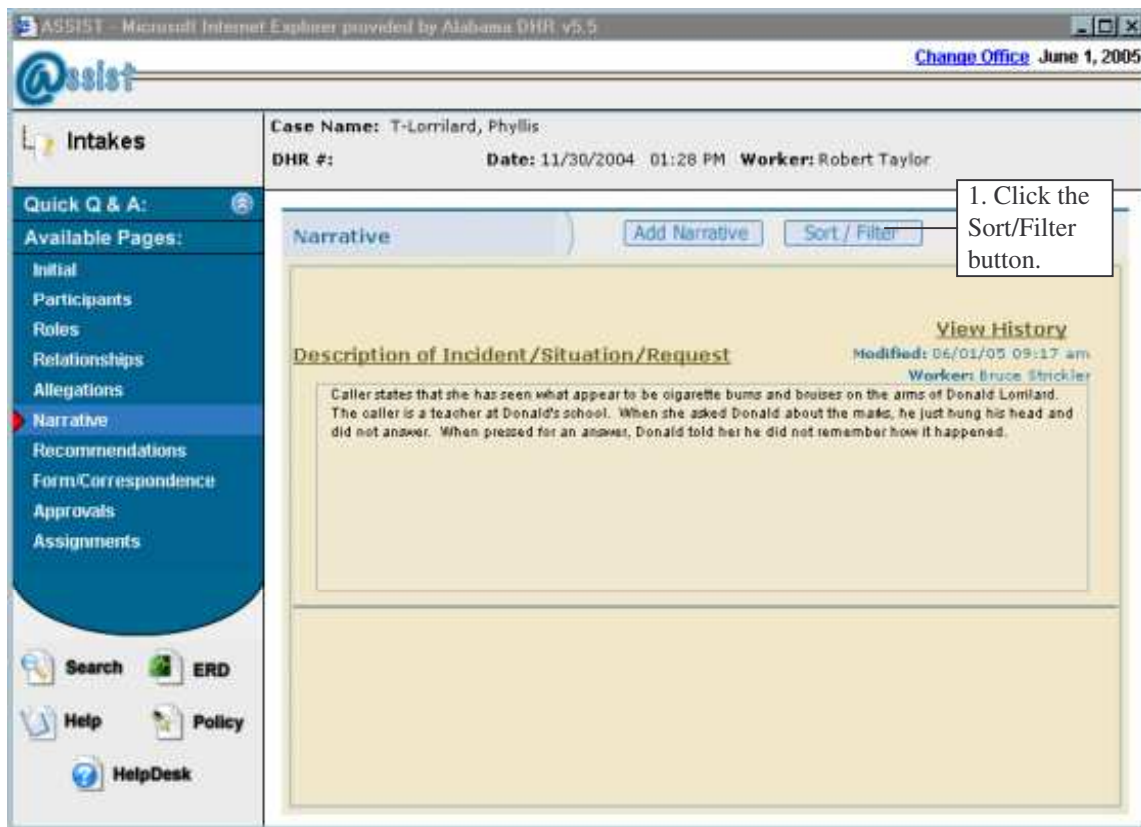 ASSIST - Microsoft Internet Explorer provided by Alabama DHR v5.5
Change Office June 1, 2005
@ssist
Intakes
Case Name: T-Lorrilard, Phyllis
DHR #: Date: 11/30/2004 01:28 PM Worker: Robert Taylor
Quick Q & A:
Available Pages:
Initial
Participants
Roles
Relationships
Allegations
Narrative
Recommendations
Form/Correspondence
Approvals
Assignments
Search ERD
Help Policy
HelpDesk
Narrative Add Narrative Sort / Filter
1. Click the
Sort/Filter
button.
View History
Description of Incident/Situation/Request
Modified: 06/01/05 09:17 am
Worker: Bruce Strickler
Caller states that she has seen what appear to be cigarette burns and bruises on the arms of Donald Lorrilard.
The caller is a teacher at Donald's school. When she asked Donald about the marks, he just hung his head and
did not answer. When pressed for an answer, Donald told her he did not remember how it happened.